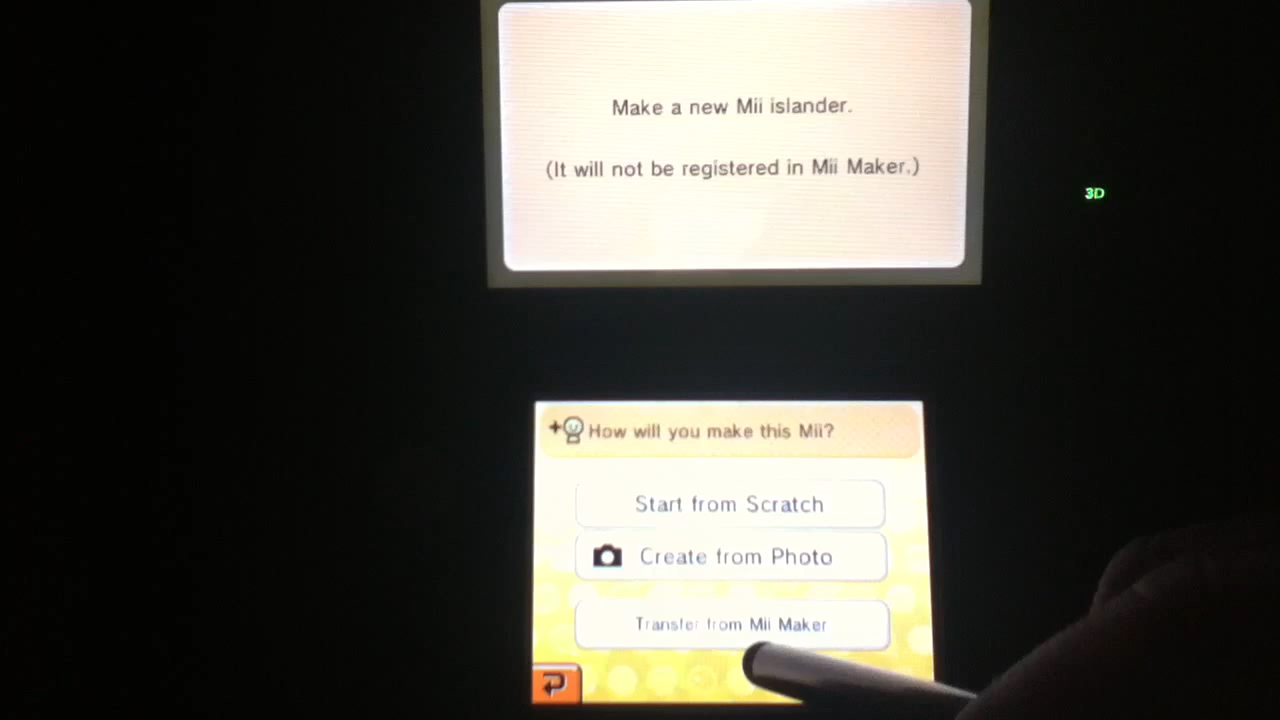 Make a new Mii islander.
(It will not be registered in Mii Maker.)
3D
How will you make this Mii?
Start from Scratch
Create from Photo
Transfer from Mii Maker